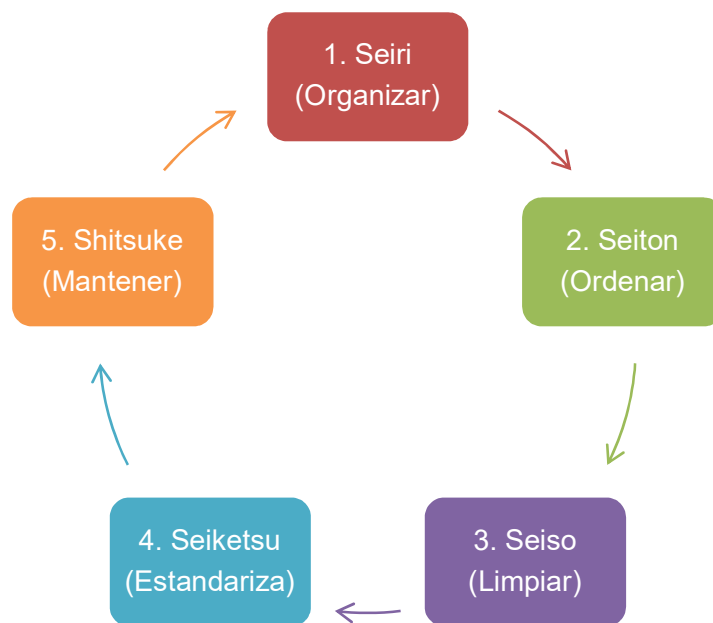 1. Seiri
(Organizar)
2. Seiton
(Ordenar)
3. Seiso
(Limpiar)
4. Seiketsu
(Estandariza)
5. Shitsuke
(Mantener)